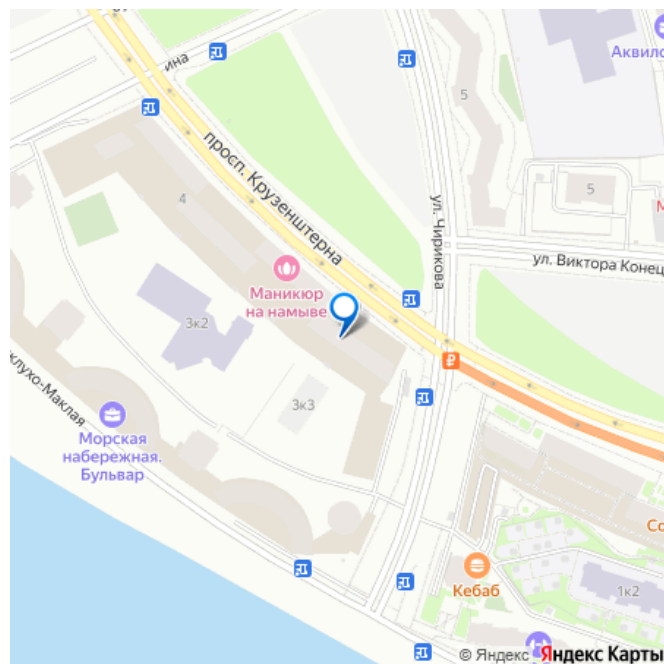 ина
Аквило
5
просп. Крузенштерна
4
ул. Чирикова
5
М
ул. Виктора Конец
Маникюр
на намыве
3к2
3к3
клухо-Маклая
Морская
набережная.
Бульвар
Со
Кебаб
1к2
© Яндекс Яндекс Карты